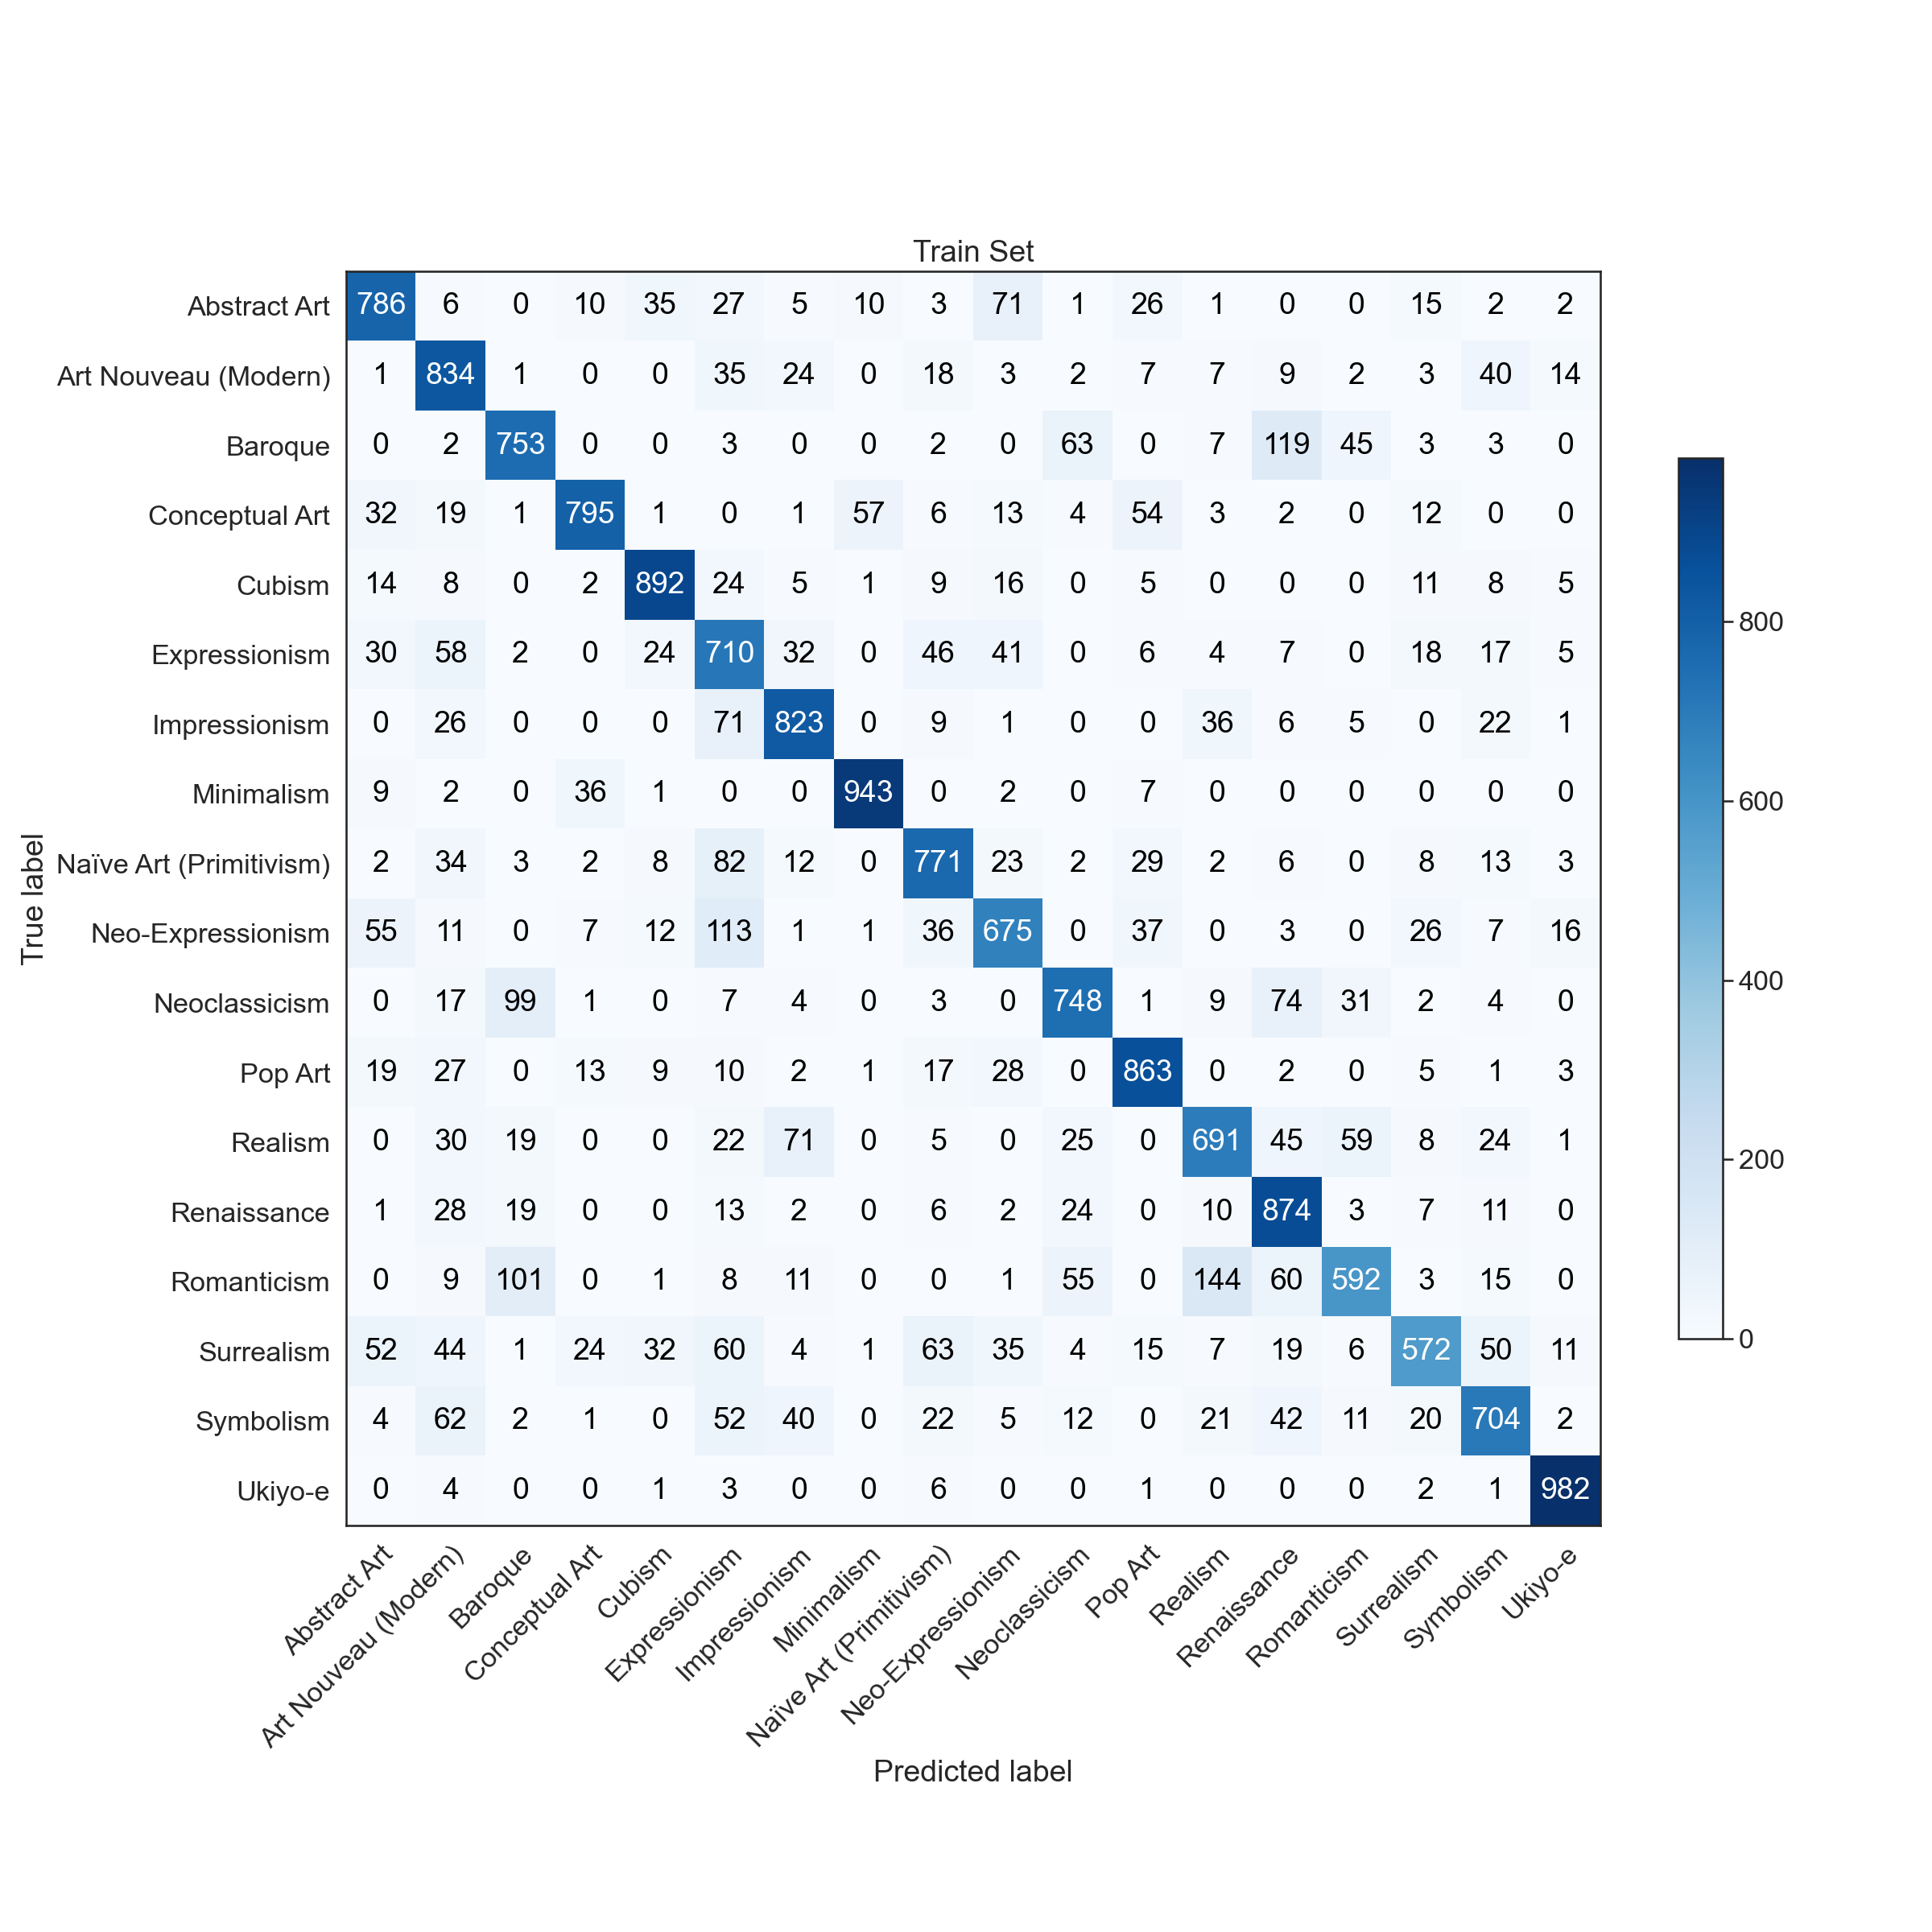 Train Set
Abstract Art 786 6 0 10 35 27 5 10 3 71 1 26 1 0 0 15 2 2
Art Nouveau (Modern) 1 834 1 0 0 35 24 0 18 3 2 7 7 9 2 3 40 14
Baroque 0 2 753 0 0 3 0 0 2 0 63 0 7 119 45 3 3 0
Conceptual Art 32 19 1 795 1 0 1 57 6 13 4 54 3 2 0 12 0 0
Cubism 14 8 0 2 892 24 5 1 9 16 0 5 0 0 0 11 8 5
Expressionism 30 58 2 0 24 710 32 0 46 41 0 6 4 7 0 18 17 5
Impressionism 0 26 0 0 0 71 823 0 9 1 0 0 36 6 5 0 22 1
Minimalism 9 2 0 36 1 0 0 943 0 2 0 7 0 0 0 0 0 0
Naïve Art (Primitivism) 2 34 3 2 8 82 12 0 771 23 2 29 2 6 0 8 13 3
Neo-Expressionism 55 11 0 7 12 113 1 1 36 675 0 37 0 3 0 26 7 16
Neoclassicism 0 17 99 1 0 7 4 0 3 0 748 1 9 74 31 2 4 0
Pop Art 19 27 0 13 9 10 2 1 17 28 0 863 0 2 0 5 1 3
Realism 0 30 19 0 0 22 71 0 5 0 25 0 691 45 59 8 24 1
Renaissance 1 28 19 0 0 13 2 0 6 2 24 0 10 874 3 7 11 0
Romanticism 0 9 101 0 1 8 11 0 0 1 55 0 144 60 592 3 15 0
Surrealism 52 44 1 24 32 60 4 1 63 35 4 15 7 19 6 572 50 11
Symbolism 4 62 2 1 0 52 40 0 22 5 12 0 21 42 11 20 704 2
Ukiyo-e 0 4 0 0 1 3 0 0 6 0 0 1 0 0 0 2 1 982
True label
Abstract Art
Art Nouveau (Modern)
Baroque
Conceptual Art
Cubism
Expressionism
Impressionism
Minimalism
Naïve Art (Primitivism)
Neo-Expressionism
Neoclassicism
Pop Art
Realism
Renaissance
Romanticism
Surrealism
Symbolism
Ukiyo-e
Predicted label
800
600
400
200
0